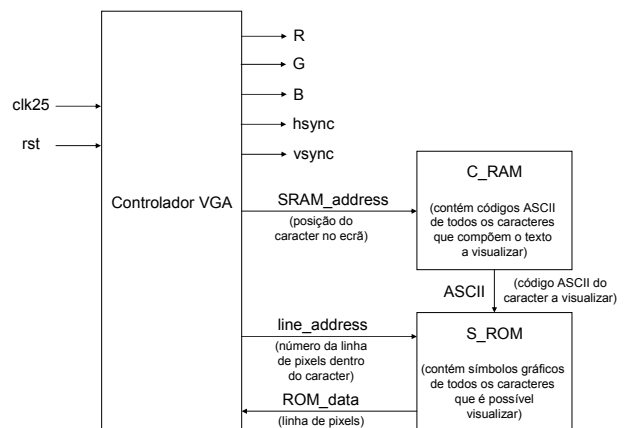 R
G
B
hsync
vsync
clk25
rst
Controlador VGA
SRAM_address
(posição do
caracter no ecrã)
C_RAM
(contém códigos ASCII
de todos os caracteres
que compõem o texto
a visualizar)
ASCII
(código ASCII do
caracter a visualizar)
line_address
(número da linha
de pixels dentro
do caracter)
S_ROM
(contém símbolos gráficos
de todos os caracteres
que é possível
visualizar)
ROM_data
(linha de pixels)